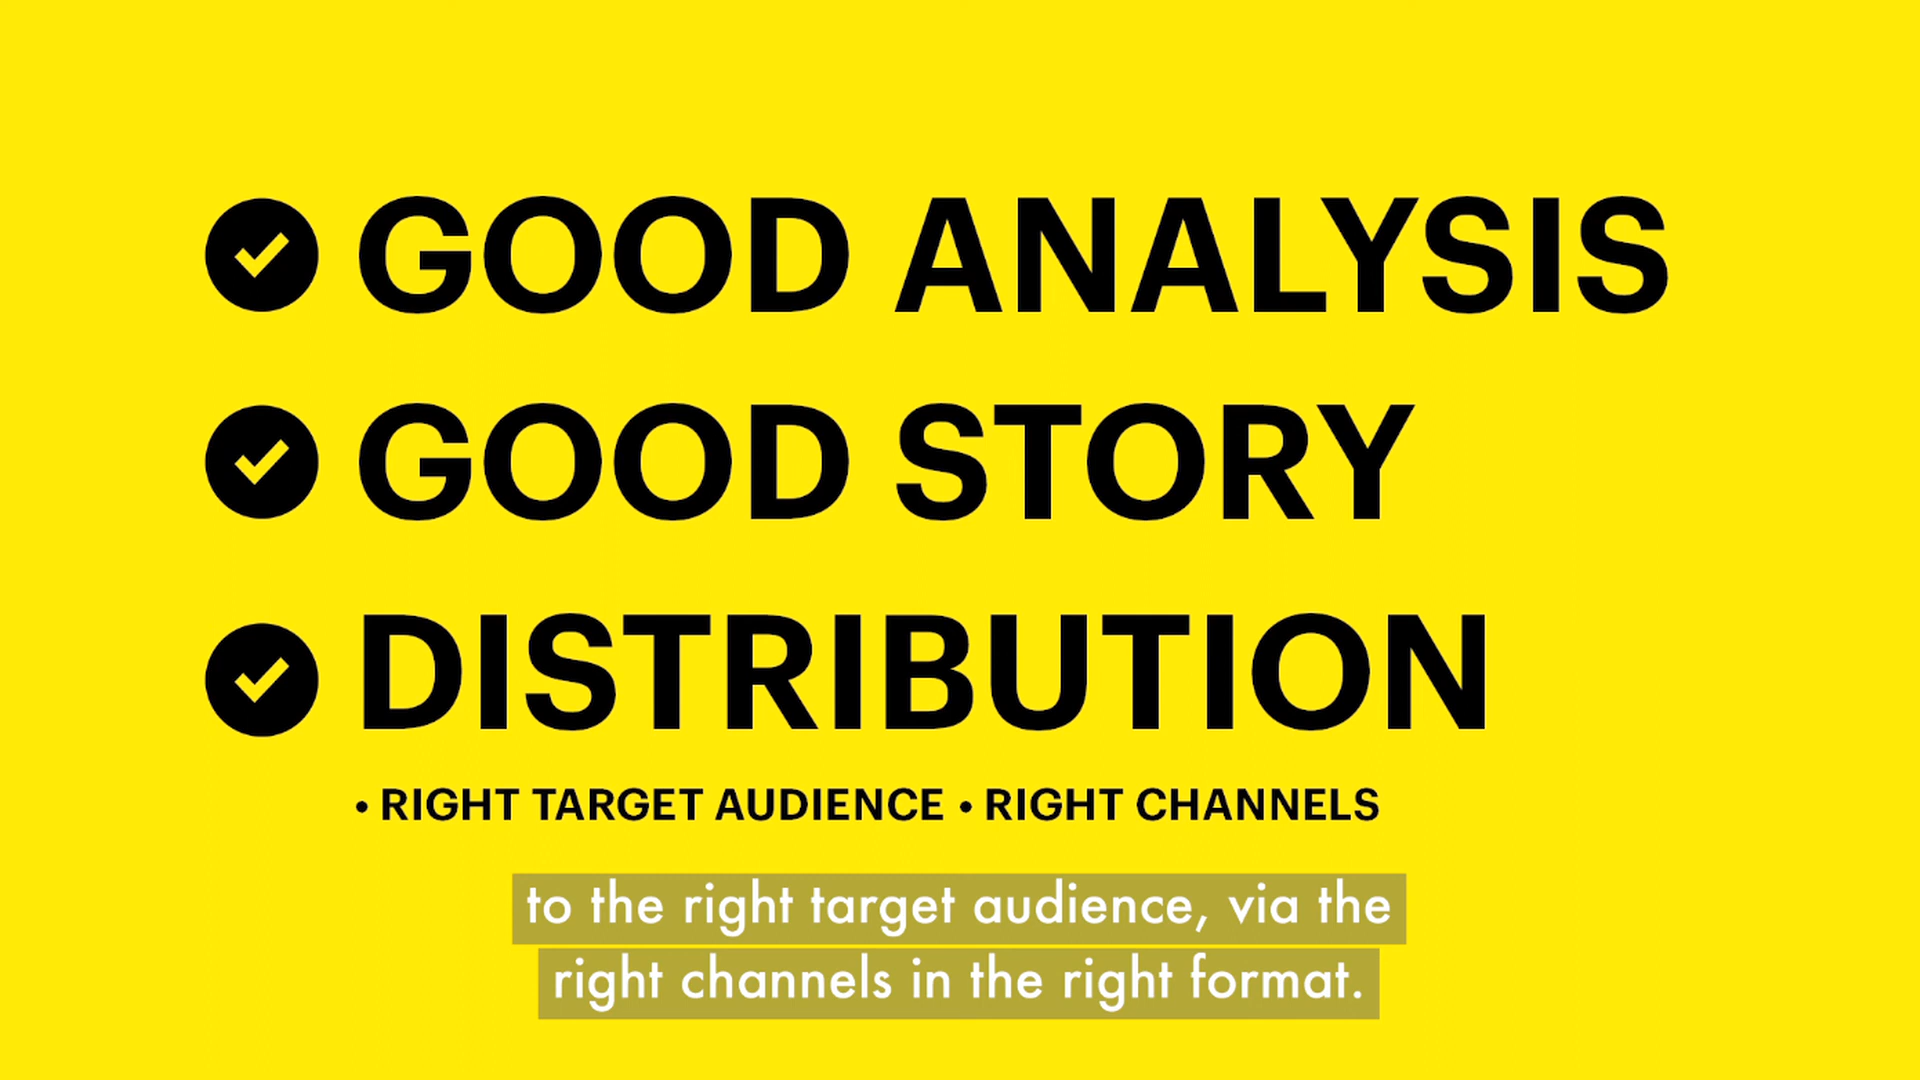 GOOD ANALYSIS
GOOD STORY
DISTRIBUTION
• RIGHT TARGET AUDIENCE • RIGHT CHANNELS
to the right target audience, via the
right channels in the right format.